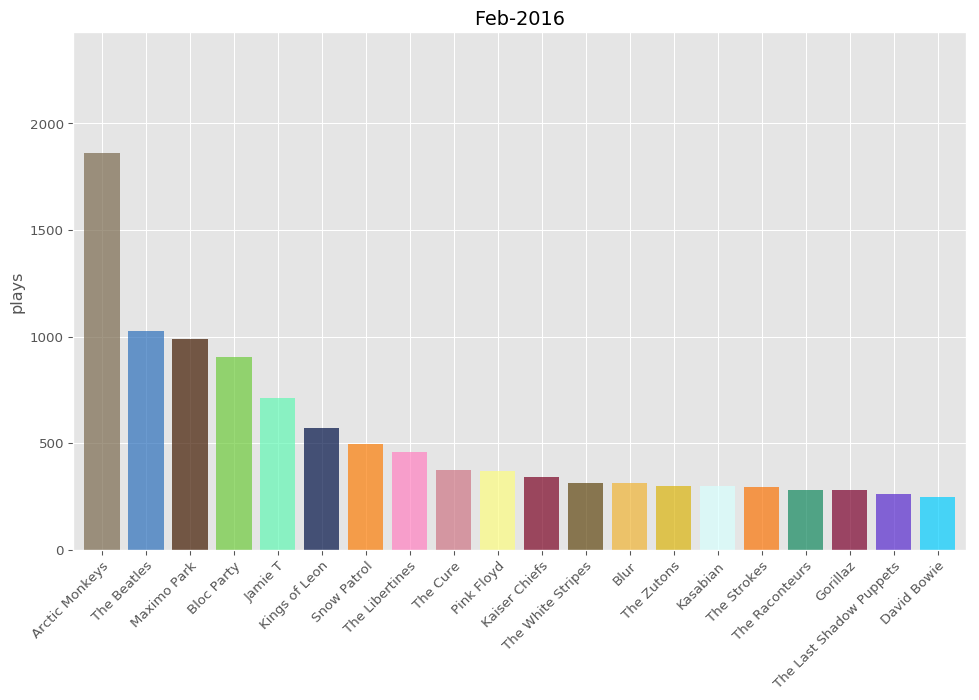 Feb-2016
plays
2000
1500
1000
500
0
Arctic Monkeys
The Beatles
Maximo Park
Bloc Party
Jamie T
Kings of Leon
Snow Patrol
The Libertines
The Cure
Pink Floyd
Kaiser Chiefs
The White Stripes
Blur
The Zutons
Kasabian
The Strokes
The Raconteurs
Gorillaz
The Last Shadow Puppets
David Bowie